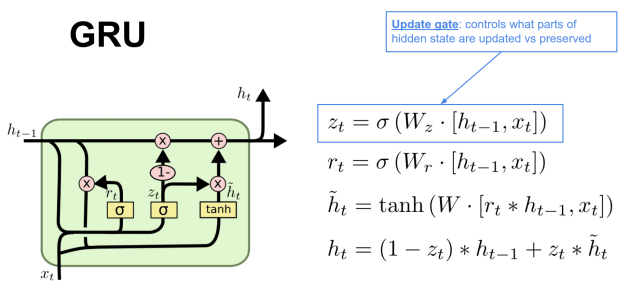 GRU
Update gate: controls what parts of
hidden state are updated vs preserved
h_t
h_{t-1}
x
+
1-
x
r_t
z_t
x
h̃_t
σ
σ
tanh
x_t
z_t = σ (W_z · [h_{t-1}, x_t])
r_t = σ (W_r · [h_{t-1}, x_t])
h̃_t = tanh (W · [r_t * h_{t-1}, x_t])
h_t = (1 − z_t) * h_{t-1} + z_t * h̃_t